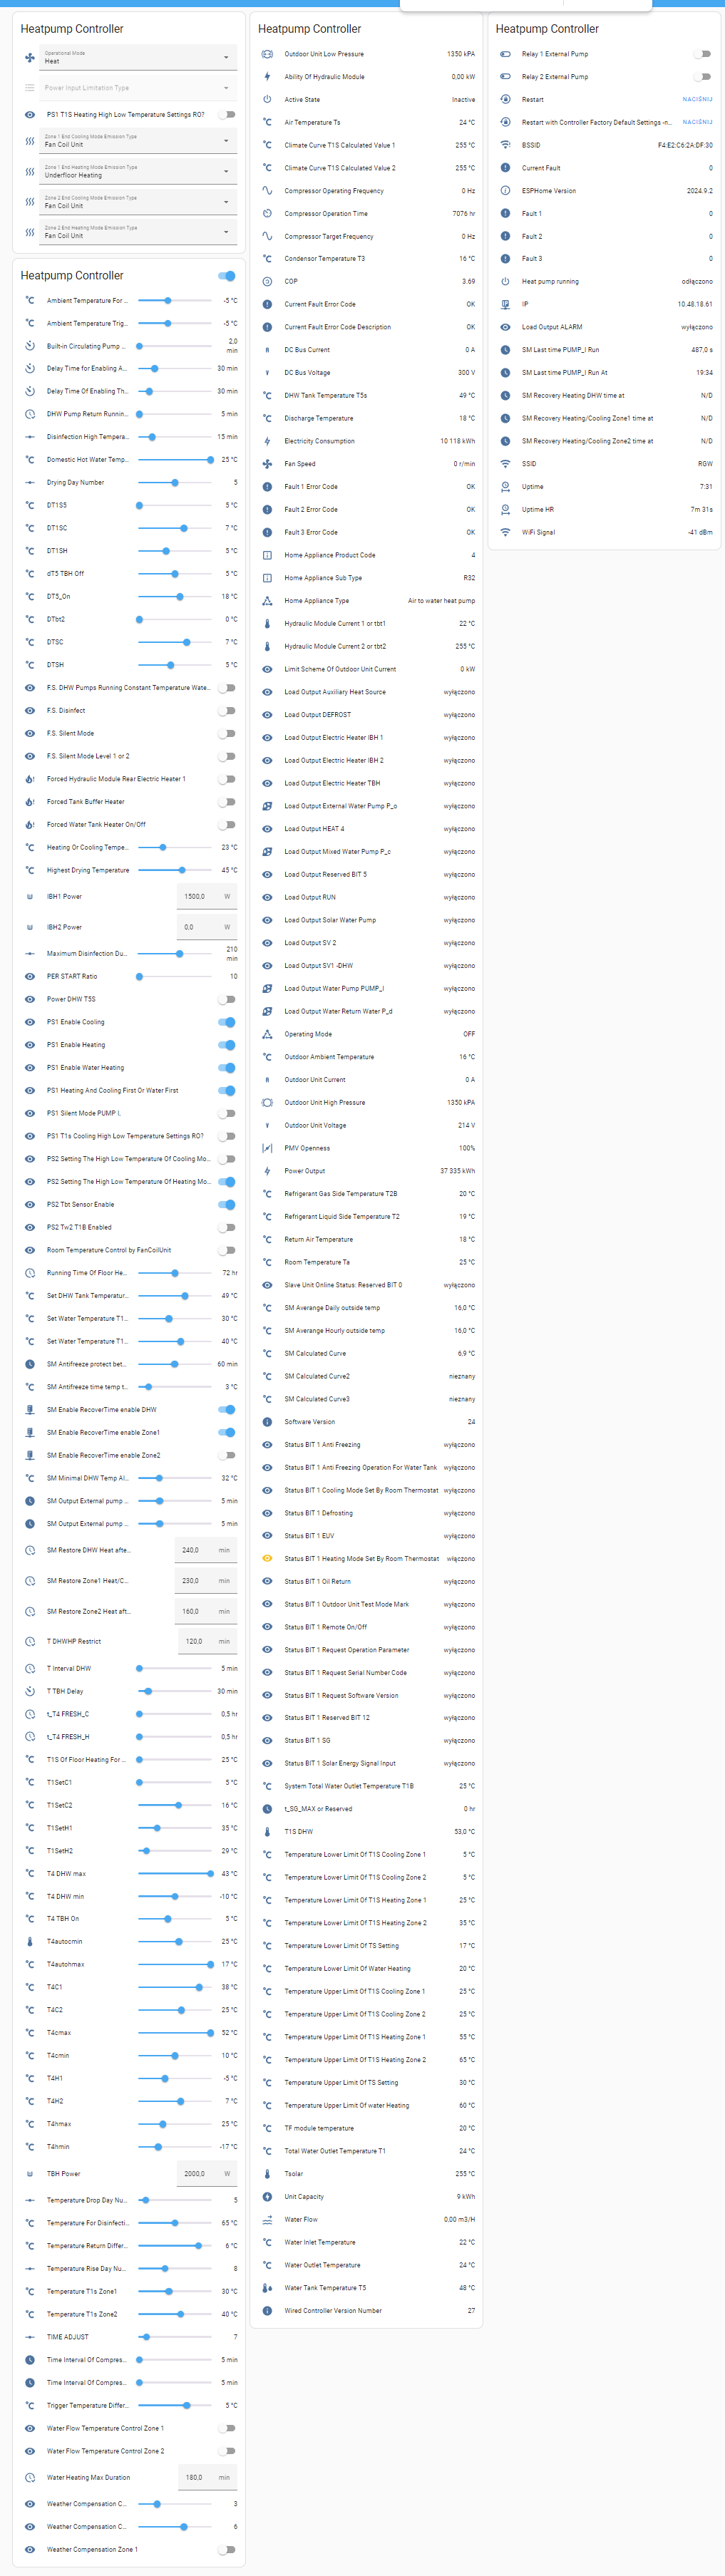 Heatpump Controller
Operational Mode
Heat
Power Input Limitation Type
PS1 T1S Heating High Low Temperature Settings RO?
Zone 1 End Cooling Mode Emission Type
Fan Coil Unit
Zone 1 End Heating Mode Emission Type
Underfloor Heating
Zone 2 End Cooling Mode Emission Type
Fan Coil Unit
Zone 2 End Heating Mode Emission Type
Fan Coil Unit
Heatpump Controller
Ambient Temperature For ... -5 °C
Ambient Temperature Trig... -5 °C
Built-in Circulating Pump ... 2,0 min
Delay Time for Enabling A... 30 min
Delay Time Of Enabling Th... 30 min
DHW Pump Return Runnin... 5 min
Disinfection High Tempera... 15 min
Domestic Hot Water Temp... 25 °C
Drying Day Number 5
DT1S5 5 °C
DT1SC 7 °C
DT1SH 5 °C
dT5 TBH Off 5 °C
DT5_On 18 °C
DTbt2 0 °C
DTSC 7 °C
DTSH 5 °C
F.S. DHW Pumps Running Constant Temperature Wate...
F.S. Disinfect
F.S. Silent Mode
F.S. Silent Mode Level 1 or 2
Forced Hydraulic Module Rear Electric Heater 1
Forced Tank Buffer Heater
Forced Water Tank Heater On/Off
Heating Or Cooling Tempe... 23 °C
Highest Drying Temperature 45 °C
IBH1 Power 1500,0 W
IBH2 Power 0,0 W
Maximum Disinfection Du... 210 min
PER START Ratio 10
Power DHW T5S
PS1 Enable Cooling
PS1 Enable Heating
PS1 Enable Water Heating
PS1 Heating And Cooling First Or Water First
PS1 Silent Mode PUMP I.
PS1 T1s Cooling High Low Temperature Settings RO?
PS2 Setting The High Low Temperature Of Cooling Mo...
PS2 Setting The High Low Temperature Of Heating Mo...
PS2 Tbt Sensor Enable
PS2 Tw2 T1B Enabled
Room Temperature Control by FanCoilUnit
Running Time Of Floor He... 72 hr
Set DHW Tank Temperatur... 49 °C
Set Water Temperature T1... 30 °C
Set Water Temperature T1... 40 °C
SM Antifreeze protect bet... 60 min
SM Antifreeze time temp t... 3 °C
SM Enable RecoverTime enable DHW
SM Enable RecoverTime enable Zone1
SM Enable RecoverTime enable Zone2
SM Minimal DHW Temp Al... 32 °C
SM Output External pump ... 5 min
SM Output External pump ... 5 min
SM Restore DHW Heat afte... 240,0 min
SM Restore Zone1 Heat/C... 230,0 min
SM Restore Zone2 Heat aft... 160,0 min
T DHWHP Restrict 120,0 min
T Interval DHW 5 min
T TBH Delay 30 min
t_T4 FRESH_C 0,5 hr
t_T4 FRESH_H 0,5 hr
T1S Of Floor Heating For ... 25 °C
T1SetC1 5 °C
T1SetC2 16 °C
T1SetH1 35 °C
T1SetH2 29 °C
T4 DHW max 43 °C
T4 DHW min -10 °C
T4 TBH On 5 °C
T4autocmin 25 °C
T4autohmax 17 °C
T4C1 38 °C
T4C2 25 °C
T4cmax 52 °C
T4cmin 10 °C
T4H1 -5 °C
T4H2 7 °C
T4hmax 25 °C
T4hmin -17 °C
TBH Power 2000,0 W
Temperature Drop Day Nu... 5
Temperature For Disinfecti... 65 °C
Temperature Return Differ... 6 °C
Temperature Rise Day Nu... 8
Temperature T1s Zone1 30 °C
Temperature T1s Zone2 40 °C
TIME ADJUST 7
Time Interval Of Compres... 5 min
Time Interval Of Compres... 5 min
Trigger Temperature Differ... 5 °C
Water Flow Temperature Control Zone 1
Water Flow Temperature Control Zone 2
Water Heating Max Duration 180,0 min
Weather Compensation C... 3
Weather Compensation C... 6
Weather Compensation Zone 1
Heatpump Controller
Outdoor Unit Low Pressure 1350 kPA
Ability Of Hydraulic Module 0,00 kW
Active State Inactive
Air Temperature Ts 24 °C
Climate Curve T1S Calculated Value 1 255 °C
Climate Curve T1S Calculated Value 2 255 °C
Compressor Operating Frequency 0 Hz
Compressor Operation Time 7076 hr
Compressor Target Frequency 0 Hz
Condensor Temperature T3 16 °C
COP 3.69
Current Fault Error Code OK
Current Fault Error Code Description OK
DC Bus Current 0 A
DC Bus Voltage 300 V
DHW Tank Temperature T5s 49 °C
Discharge Temperature 18 °C
Electricity Consumption 10 118 kWh
Fan Speed 0 r/min
Fault 1 Error Code OK
Fault 2 Error Code OK
Fault 3 Error Code OK
Home Appliance Product Code 4
Home Appliance Sub Type R32
Home Appliance Type Air to water heat pump
Hydraulic Module Current 1 or tbt1 22 °C
Hydraulic Module Current 2 or tbt2 255 °C
Limit Scheme Of Outdoor Unit Current 0 kW
Load Output Auxiliary Heat Source wyłączono
Load Output DEFROST wyłączono
Load Output Electric Heater IBH 1 wyłączono
Load Output Electric Heater IBH 2 wyłączono
Load Output Electric Heater TBH wyłączono
Load Output External Water Pump P_o wyłączono
Load Output HEAT 4 wyłączono
Load Output Mixed Water Pump P_c wyłączono
Load Output Reserved BIT 5 wyłączono
Load Output RUN wyłączono
Load Output Solar Water Pump wyłączono
Load Output SV 2 wyłączono
Load Output SV1 -DHW wyłączono
Load Output Water Pump PUMP_I wyłączono
Load Output Water Return Water P_d wyłączono
Operating Mode OFF
Outdoor Ambient Temperature 16 °C
Outdoor Unit Current 0 A
Outdoor Unit High Pressure 1350 kPA
Outdoor Unit Voltage 214 V
PMV Openness 100%
Power Output 37 335 kWh
Refrigerant Gas Side Temperature T2B 20 °C
Refrigerant Liquid Side Temperature T2 19 °C
Return Air Temperature 18 °C
Room Temperature Ta 25 °C
Slave Unit Online Status: Reserved BIT 0 wyłączono
SM Averange Daily outside temp 16,0 °C
SM Averange Hourly outside temp 16,0 °C
SM Calculated Curve 6,9 °C
SM Calculated Curve2 nieznany
SM Calculated Curve3 nieznany
Software Version 24
Status BIT 1 Anti Freezing wyłączono
Status BIT 1 Anti Freezing Operation For Water Tank wyłączono
Status BIT 1 Cooling Mode Set By Room Thermostat wyłączono
Status BIT 1 Defrosting wyłączono
Status BIT 1 EUV wyłączono
Status BIT 1 Heating Mode Set By Room Thermostat włączono
Status BIT 1 Oil Return wyłączono
Status BIT 1 Outdoor Unit Test Mode Mark wyłączono
Status BIT 1 Remote On/Off wyłączono
Status BIT 1 Request Operation Parameter wyłączono
Status BIT 1 Request Serial Number Code wyłączono
Status BIT 1 Request Software Version wyłączono
Status BIT 1 Reserved BIT 12 wyłączono
Status BIT 1 SG wyłączono
Status BIT 1 Solar Energy Signal Input wyłączono
System Total Water Outlet Temperature T1B 25 °C
t_SG_MAX or Reserved 0 hr
T1S DHW 53,0 °C
Temperature Lower Limit Of T1S Cooling Zone 1 5 °C
Temperature Lower Limit Of T1S Cooling Zone 2 5 °C
Temperature Lower Limit Of T1S Heating Zone 1 25 °C
Temperature Lower Limit Of T1S Heating Zone 2 35 °C
Temperature Lower Limit Of TS Setting 17 °C
Temperature Lower Limit Of Water Heating 20 °C
Temperature Upper Limit Of T1S Cooling Zone 1 25 °C
Temperature Upper Limit Of T1S Cooling Zone 2 25 °C
Temperature Upper Limit Of T1S Heating Zone 1 55 °C
Temperature Upper Limit Of T1S Heating Zone 2 65 °C
Temperature Upper Limit Of TS Setting 30 °C
Temperature Upper Limit Of water Heating 60 °C
TF module temperature 20 °C
Total Water Outlet Temperature T1 24 °C
Tsolar 255 °C
Unit Capacity 9 kWh
Water Flow 0,00 m3/H
Water Inlet Temperature 22 °C
Water Outlet Temperature 24 °C
Water Tank Temperature T5 48 °C
Wired Controller Version Number 27
Heatpump Controller
Relay 1 External Pump
Relay 2 External Pump
Restart NACIŚNIJ
Restart with Controller Factory Default Settings -n... NACIŚNIJ
BSSID F4:E2:C6:2A:DF:30
Current Fault 0
ESPHome Version 2024.9.2
Fault 1 0
Fault 2 0
Fault 3 0
Heat pump running odłączono
IP 10.48.18.61
Load Output ALARM wyłączono
SM Last time PUMP_I Run 487,0 s
SM Last time PUMP_I Run At 19:34
SM Recovery Heating DHW time at N/D
SM Recovery Heating/Cooling Zone1 time at N/D
SM Recovery Heating/Cooling Zone2 time at N/D
SSID RGW
Uptime 7:31
Uptime HR 7m 31s
WiFi Signal -41 dBm